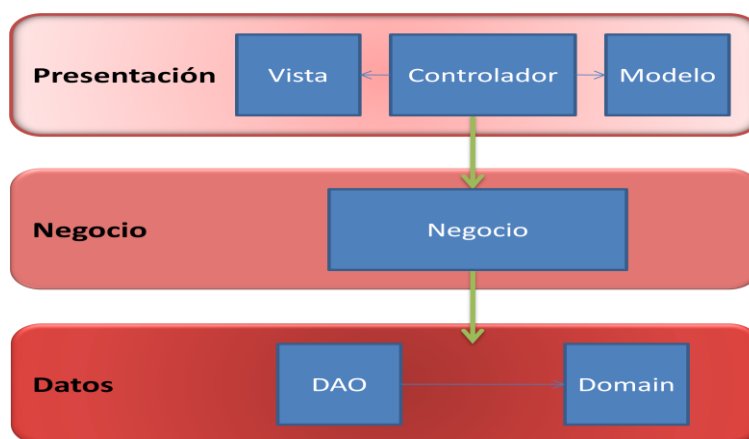 Presentación
Vista
Controlador
Modelo
Negocio
Negocio
Datos
DAO
Domain